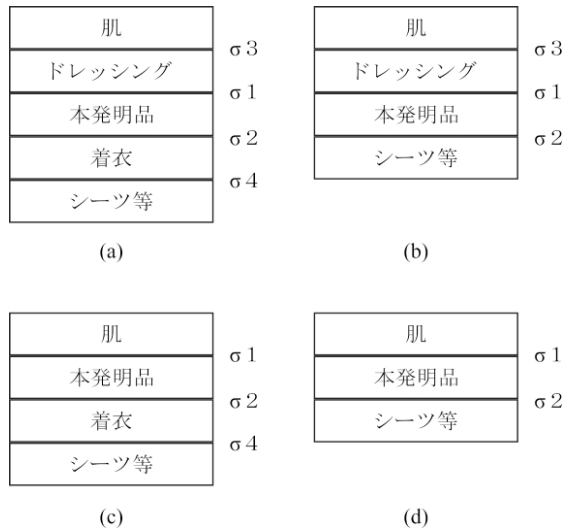 肌
σ3
ドレッシング
σ1
本発明品
σ2
着衣
σ4
シーツ等
(a)
肌
σ3
ドレッシング
σ1
本発明品
σ2
シーツ等
(b)
肌
σ1
本発明品
σ2
着衣
σ4
シーツ等
(c)
肌
σ1
本発明品
σ2
シーツ等
(d)